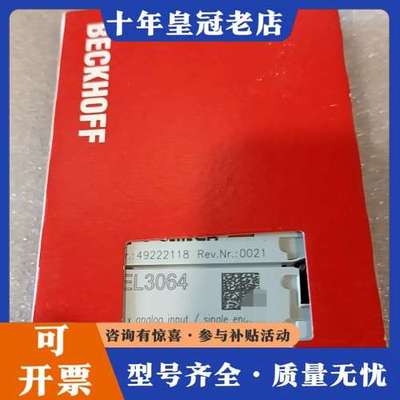 十年皇冠老店
BECKHOFF
:49222118 Rev.Nr.:0021
EL3064
analog input / single en
可开票
咨询有惊喜·参与补贴活动
型号齐全·质量无忧